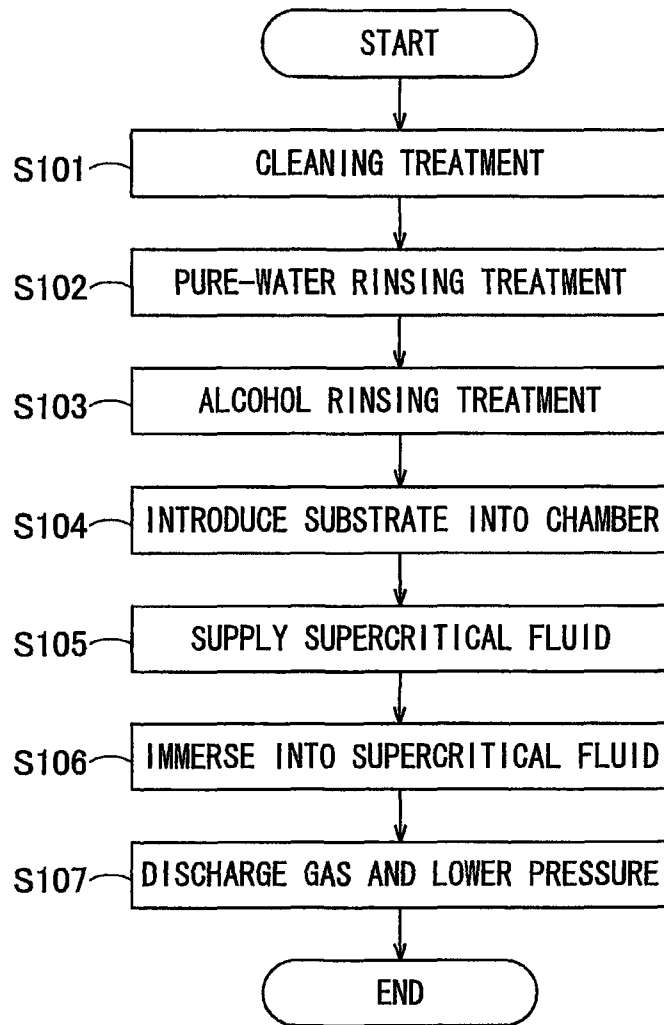 START
S101 CLEANING TREATMENT
S102 PURE-WATER RINSING TREATMENT
S103 ALCOHOL RINSING TREATMENT
S104 INTRODUCE SUBSTRATE INTO CHAMBER
S105 SUPPLY SUPERCRITICAL FLUID
S106 IMMERSE INTO SUPERCRITICAL FLUID
S107 DISCHARGE GAS AND LOWER PRESSURE
END